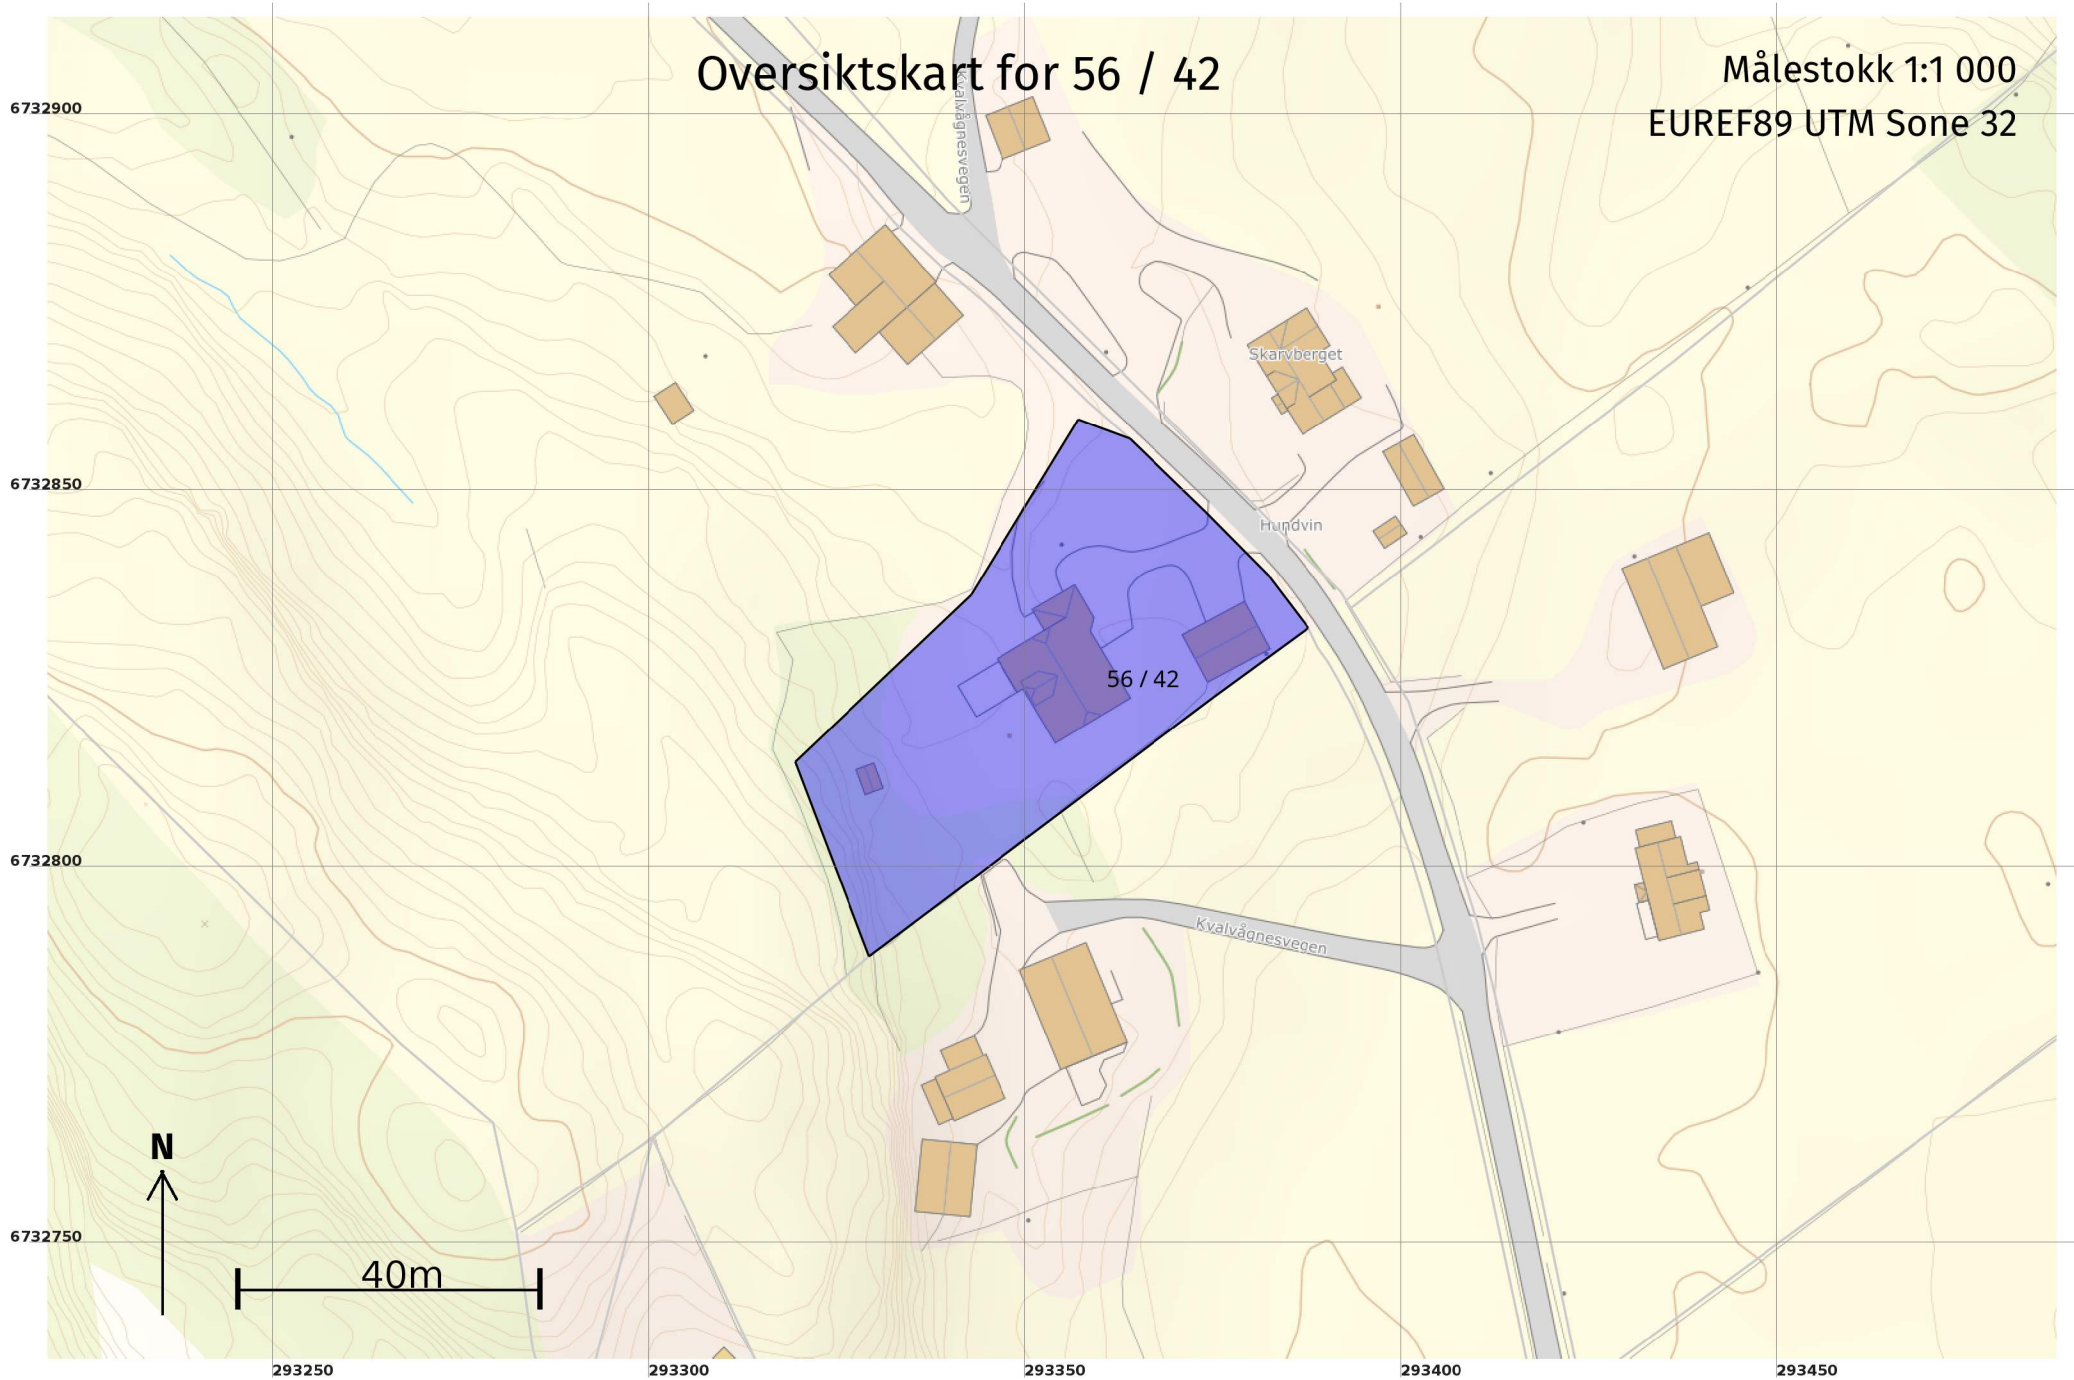 Oversiktskart for 56 / 42
Målestokk 1:1 000
EUREF89 UTM Sone 32
6732900
Kvalvågnesvegen
Skarvberget
6732850
Hundvin
56 / 42
6732800
Kvalvågnesvegen
N
6732750
40m
293250
293300
293350
293400
293450